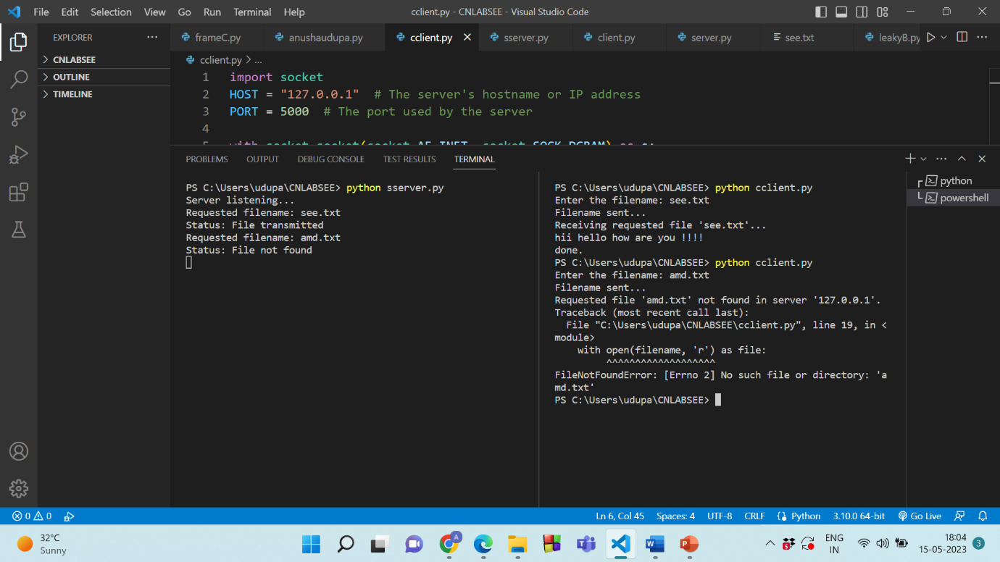 File Edit Selection View Go Run Terminal Help
cclient.py - CNLABSEE - Visual Studio Code
EXPLORER
CNLABSEE
OUTLINE
TIMELINE
frameC.py
anushaudupa.py
cclient.py
sserver.py
client.py
server.py
see.txt
leakyB.py
cclient.py > ...
1 import socket
2 HOST = "127.0.0.1" # The server's hostname or IP address
3 PORT = 5000 # The port used by the server
4
5 with socket.socket(socket.AF_INET, socket.SOCK_DGRAM) as s:
PROBLEMS OUTPUT DEBUG CONSOLE TEST RESULTS TERMINAL
PS C:\Users\udupa\CNLABSEE> python sserver.py
Server listening...
Requested filename: see.txt
Status: File transmitted
Requested filename: amd.txt
Status: File not found
PS C:\Users\udupa\CNLABSEE> python cclient.py
Enter the filename: see.txt
Filename sent...
Receiving requested file 'see.txt'...
hii hello how are you !!!!
done.
PS C:\Users\udupa\CNLABSEE> python cclient.py
Enter the filename: amd.txt
Filename sent...
Requested file 'amd.txt' not found in server '127.0.0.1'.
Traceback (most recent call last):
File "C:\Users\udupa\CNLABSEE\cclient.py", line 19, in <
module>
with open(filename, 'r') as file:
^^^^^^^^^^^^^^^^^^^
FileNotFoundError: [Errno 2] No such file or directory: 'a
md.txt'
PS C:\Users\udupa\CNLABSEE>
python
powershell
0 0
Ln 6, Col 45 Spaces: 4 UTF-8 CRLF Python 3.10.0 64-bit Go Live
32°C
Sunny
A
5
ENG
IN
18:04
15-05-2023
3